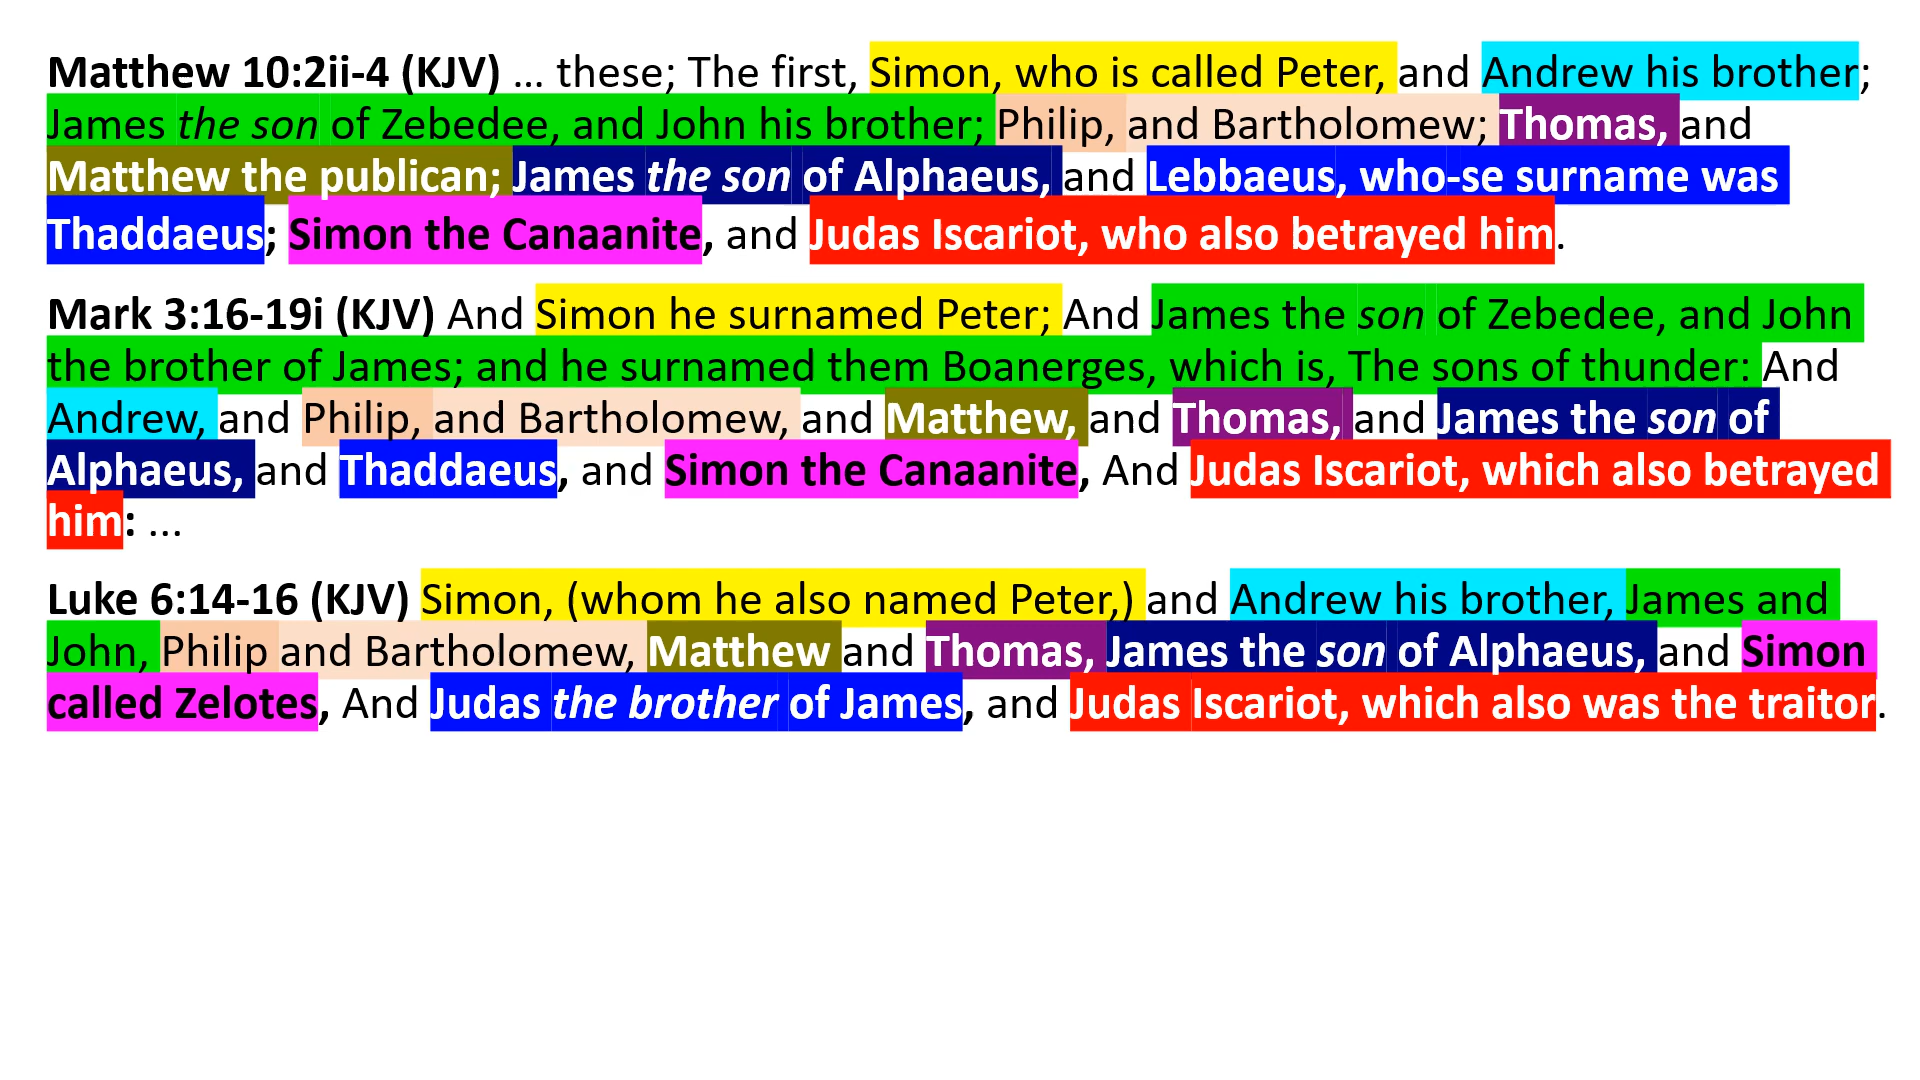 Matthew 10:2ii-4 (KJV) ... these; The first, Simon, who is called Peter, and Andrew his brother;
James the son of Zebedee, and John his brother; Philip, and Bartholomew; Thomas, and
Matthew the publican; James the son of Alphaeus, and Lebbaeus, who-se surname was
Thaddaeus; Simon the Canaanite, and Judas Iscariot, who also betrayed him.
Mark 3:16-19i (KJV) And Simon he surnamed Peter; And James the son of Zebedee, and John
the brother of James; and he surnamed them Boanerges, which is, The sons of thunder: And
Andrew, and Philip, and Bartholomew, and Matthew, and Thomas, and James the son of
Alphaeus, and Thaddaeus, and Simon the Canaanite, And Judas Iscariot, which also betrayed
him: ...
Luke 6:14-16 (KJV) Simon, (whom he also named Peter,) and Andrew his brother, James and
John, Philip and Bartholomew, Matthew and Thomas, James the son of Alphaeus, and Simon
called Zelotes, And Judas the brother of James, and Judas Iscariot, which also was the traitor.